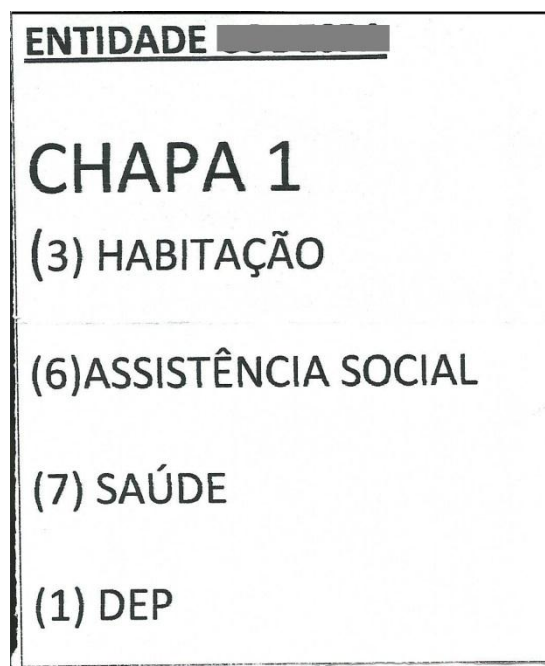 ENTIDADE
CHAPA 1
(3) HABITAÇÃO
(6)ASSISTÊNCIA SOCIAL
(7) SAÚDE
(1) DEP